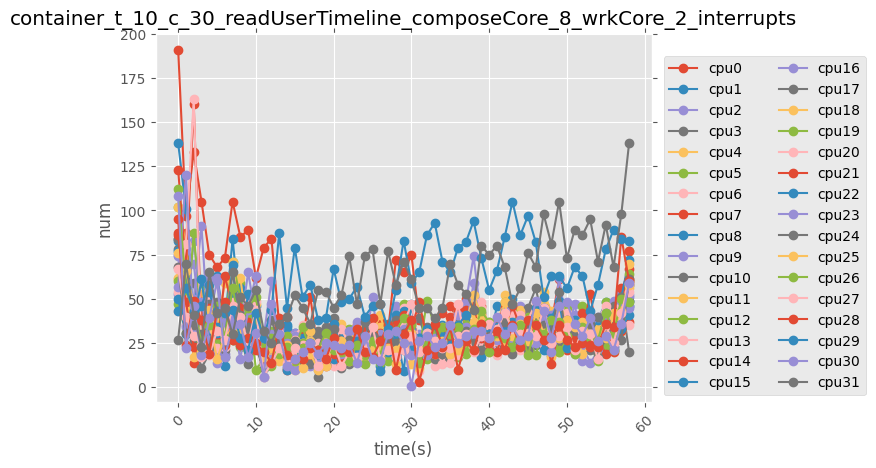 container_t_10_c_30_readUserTimeline_composeCore_8_wrkCore_2_interrupts
200
175
150
125
100
75
50
25
0
num
0
10
20
30
40
50
60
time(s)
cpu0
cpu1
cpu2
cpu3
cpu4
cpu5
cpu6
cpu7
cpu8
cpu9
cpu10
cpu11
cpu12
cpu13
cpu14
cpu15
cpu16
cpu17
cpu18
cpu19
cpu20
cpu21
cpu22
cpu23
cpu24
cpu25
cpu26
cpu27
cpu28
cpu29
cpu30
cpu31